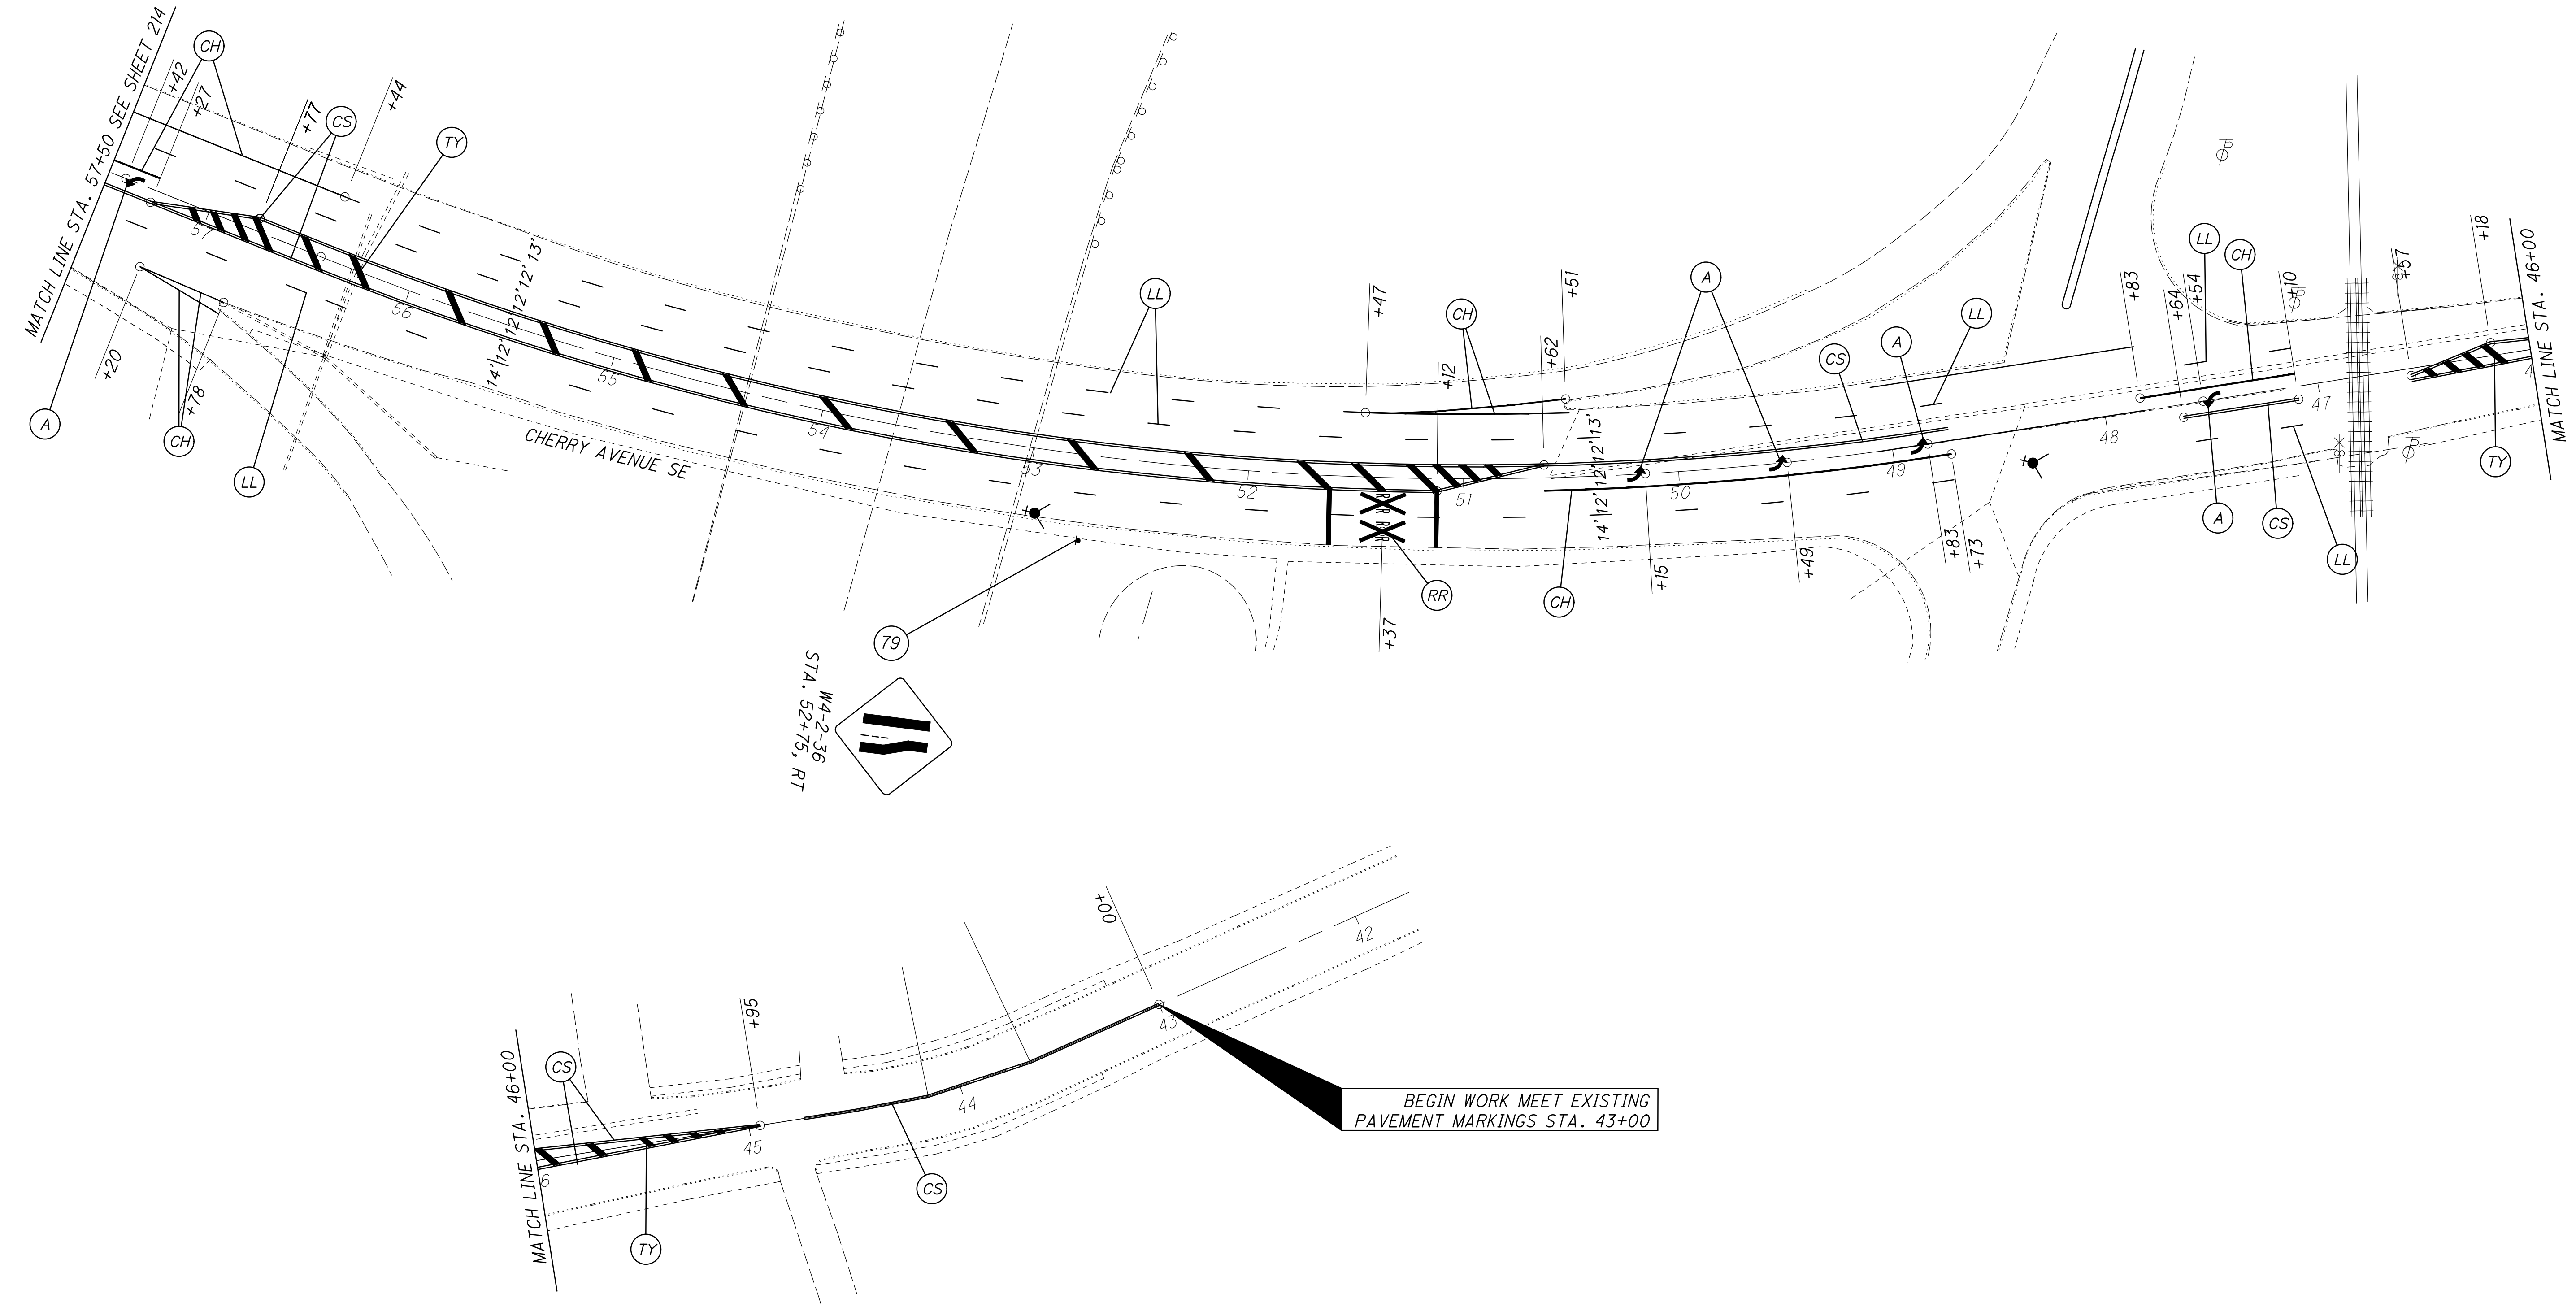 MATCH LINE STA. 57+50 SEE SHEET 214
CH
+42
+27
+77
CS
+44
TY
57
56
55
54
53
52
51
50
49
48
47
4
+20
+78
A
CH
LL
14' 12' 12' 12' 12' 13'
CHERRY AVENUE SE
LL
+47
CH
+12
+62
+51
14' 12' 12' 12' 12' 13'
A
CS
A
LL
+83
+64
+54
LL
CH
+10
+57
+18
MATCH LINE STA. 46+00
R R
R R
RR
+37
CH
+15
+49
+83
+73
A
CS
LL
TY
79
W4-2-36
STA. 52+75, RT
MATCH LINE STA. 46+00
CS
+95
+00
6
45
44
43
42
TY
CS
BEGIN WORK MEET EXISTING
PAVEMENT MARKINGS STA. 43+00